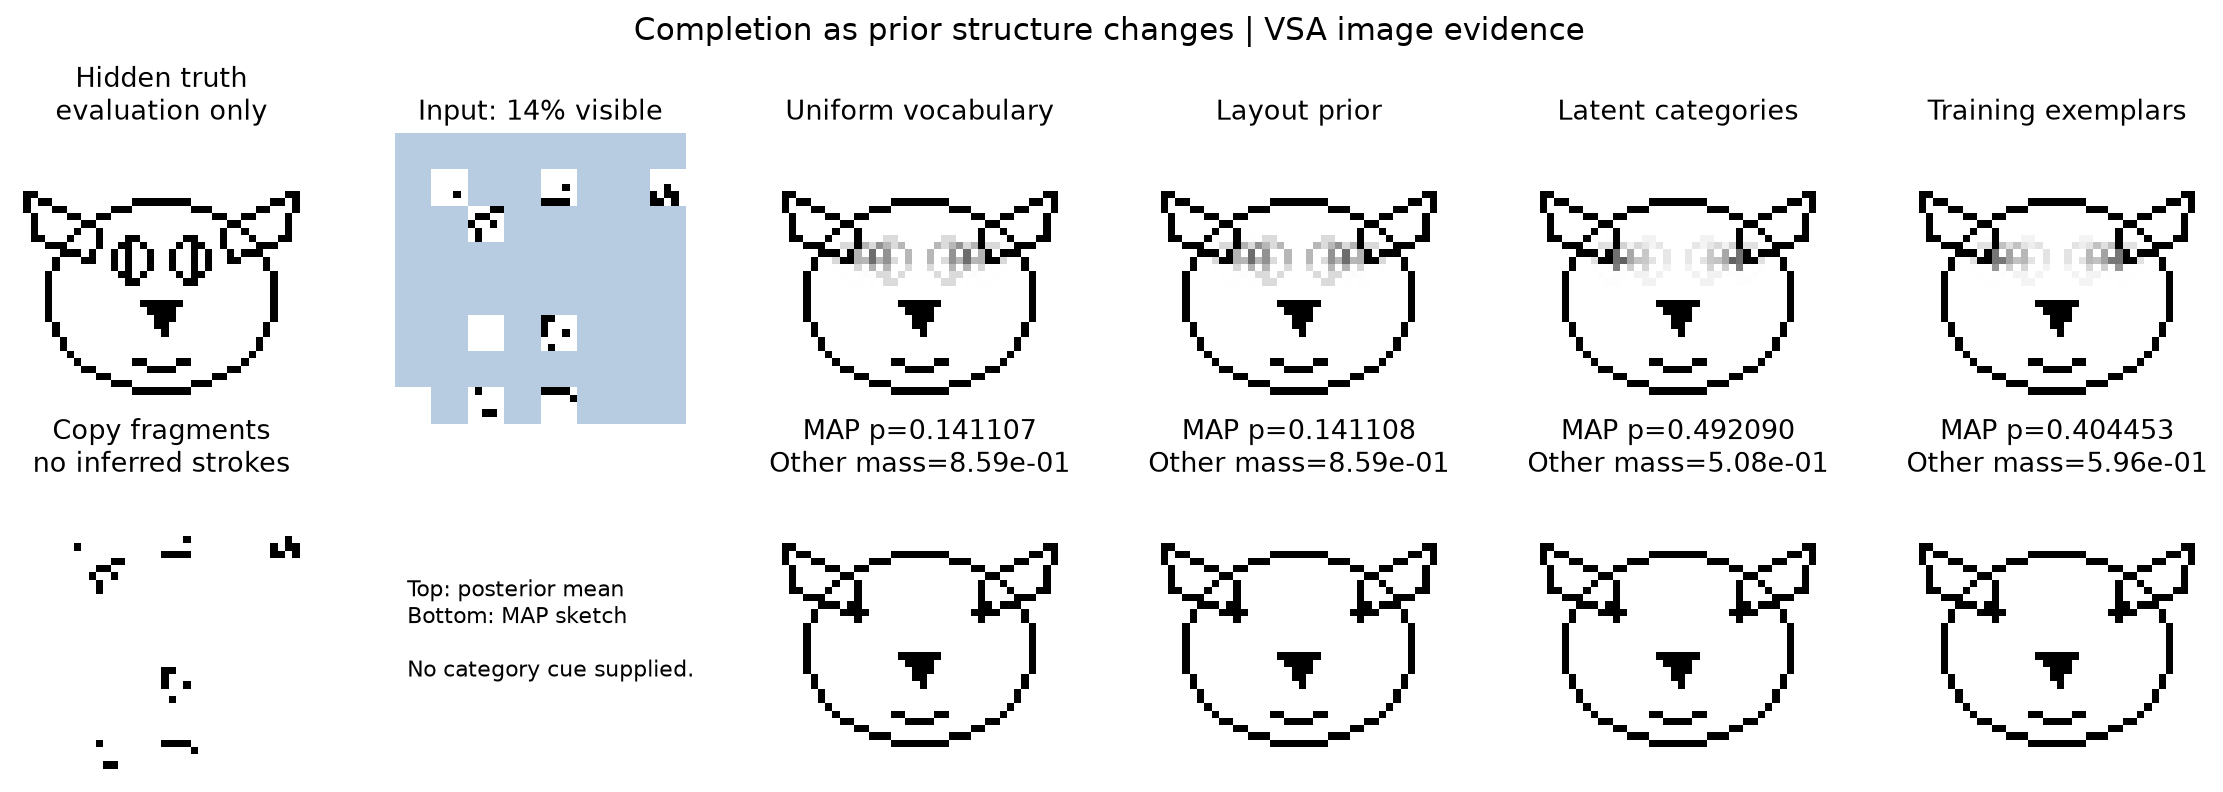 Completion as prior structure changes | VSA image evidence
Hidden truth
evaluation only
Input: 14% visible
Uniform vocabulary
Layout prior
Latent categories
Training exemplars
Copy fragments
no inferred strokes
MAP p=0.141107
Other mass=8.59e-01
MAP p=0.141108
Other mass=8.59e-01
MAP p=0.492090
Other mass=5.08e-01
MAP p=0.404453
Other mass=5.96e-01
Top: posterior mean
Bottom: MAP sketch
No category cue supplied.